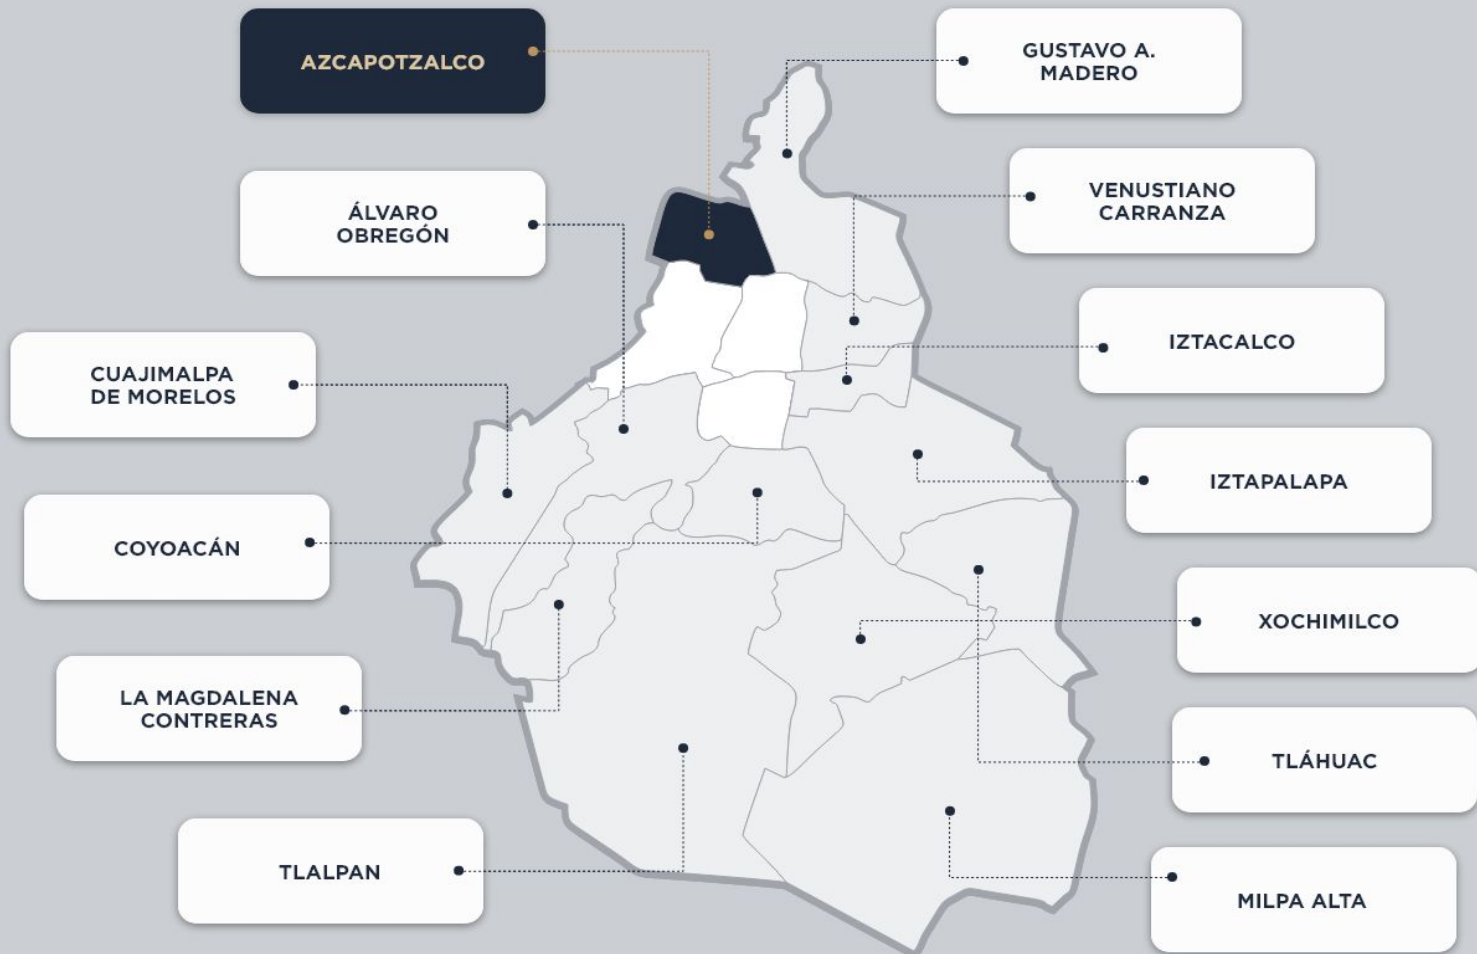 AZCAPOTZALCO
GUSTAVO A.
MADERO
ÁLVARO
OBREGÓN
VENUSTIANO
CARRANZA
CUAJIMALPA
DE MORELOS
IZTACALCO
COYOACÁN
IZTAPALAPA
LA MAGDALENA
CONTRERAS
XOCHIMILCO
TLALPAN
TLÁHUAC
MILPA ALTA